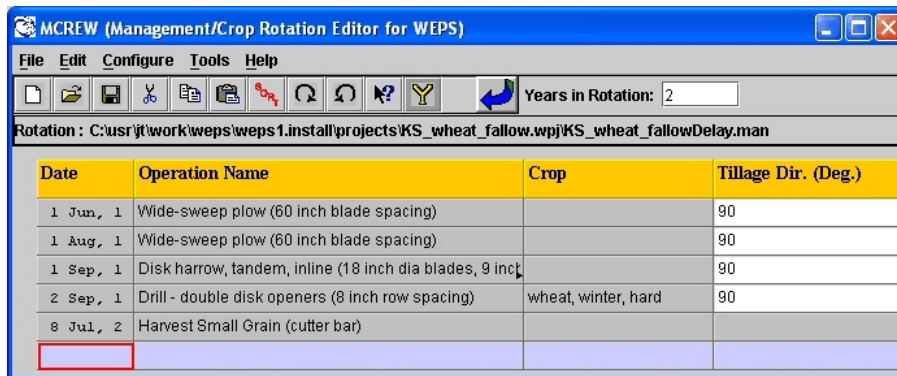 MCREW (Management/Crop Rotation Editor for WEPS)
File Edit Configure Tools Help
SORT Years in Rotation: 2
Rotation : C:\usr\jt\work\weps\weps1.install\projects\KS_wheat_fallow.wpj\KS_wheat_fallowDelay.man
Date Operation Name Crop Tillage Dir. (Deg.)
1 Jun, 1 Wide-sweep plow (60 inch blade spacing) 90
1 Aug, 1 Wide-sweep plow (60 inch blade spacing) 90
1 Sep, 1 Disk harrow, tandem, inline (18 inch dia blades, 9 inch 90
2 Sep, 1 Drill - double disk openers (8 inch row spacing) wheat, winter, hard 90
8 Jul, 2 Harvest Small Grain (cutter bar)